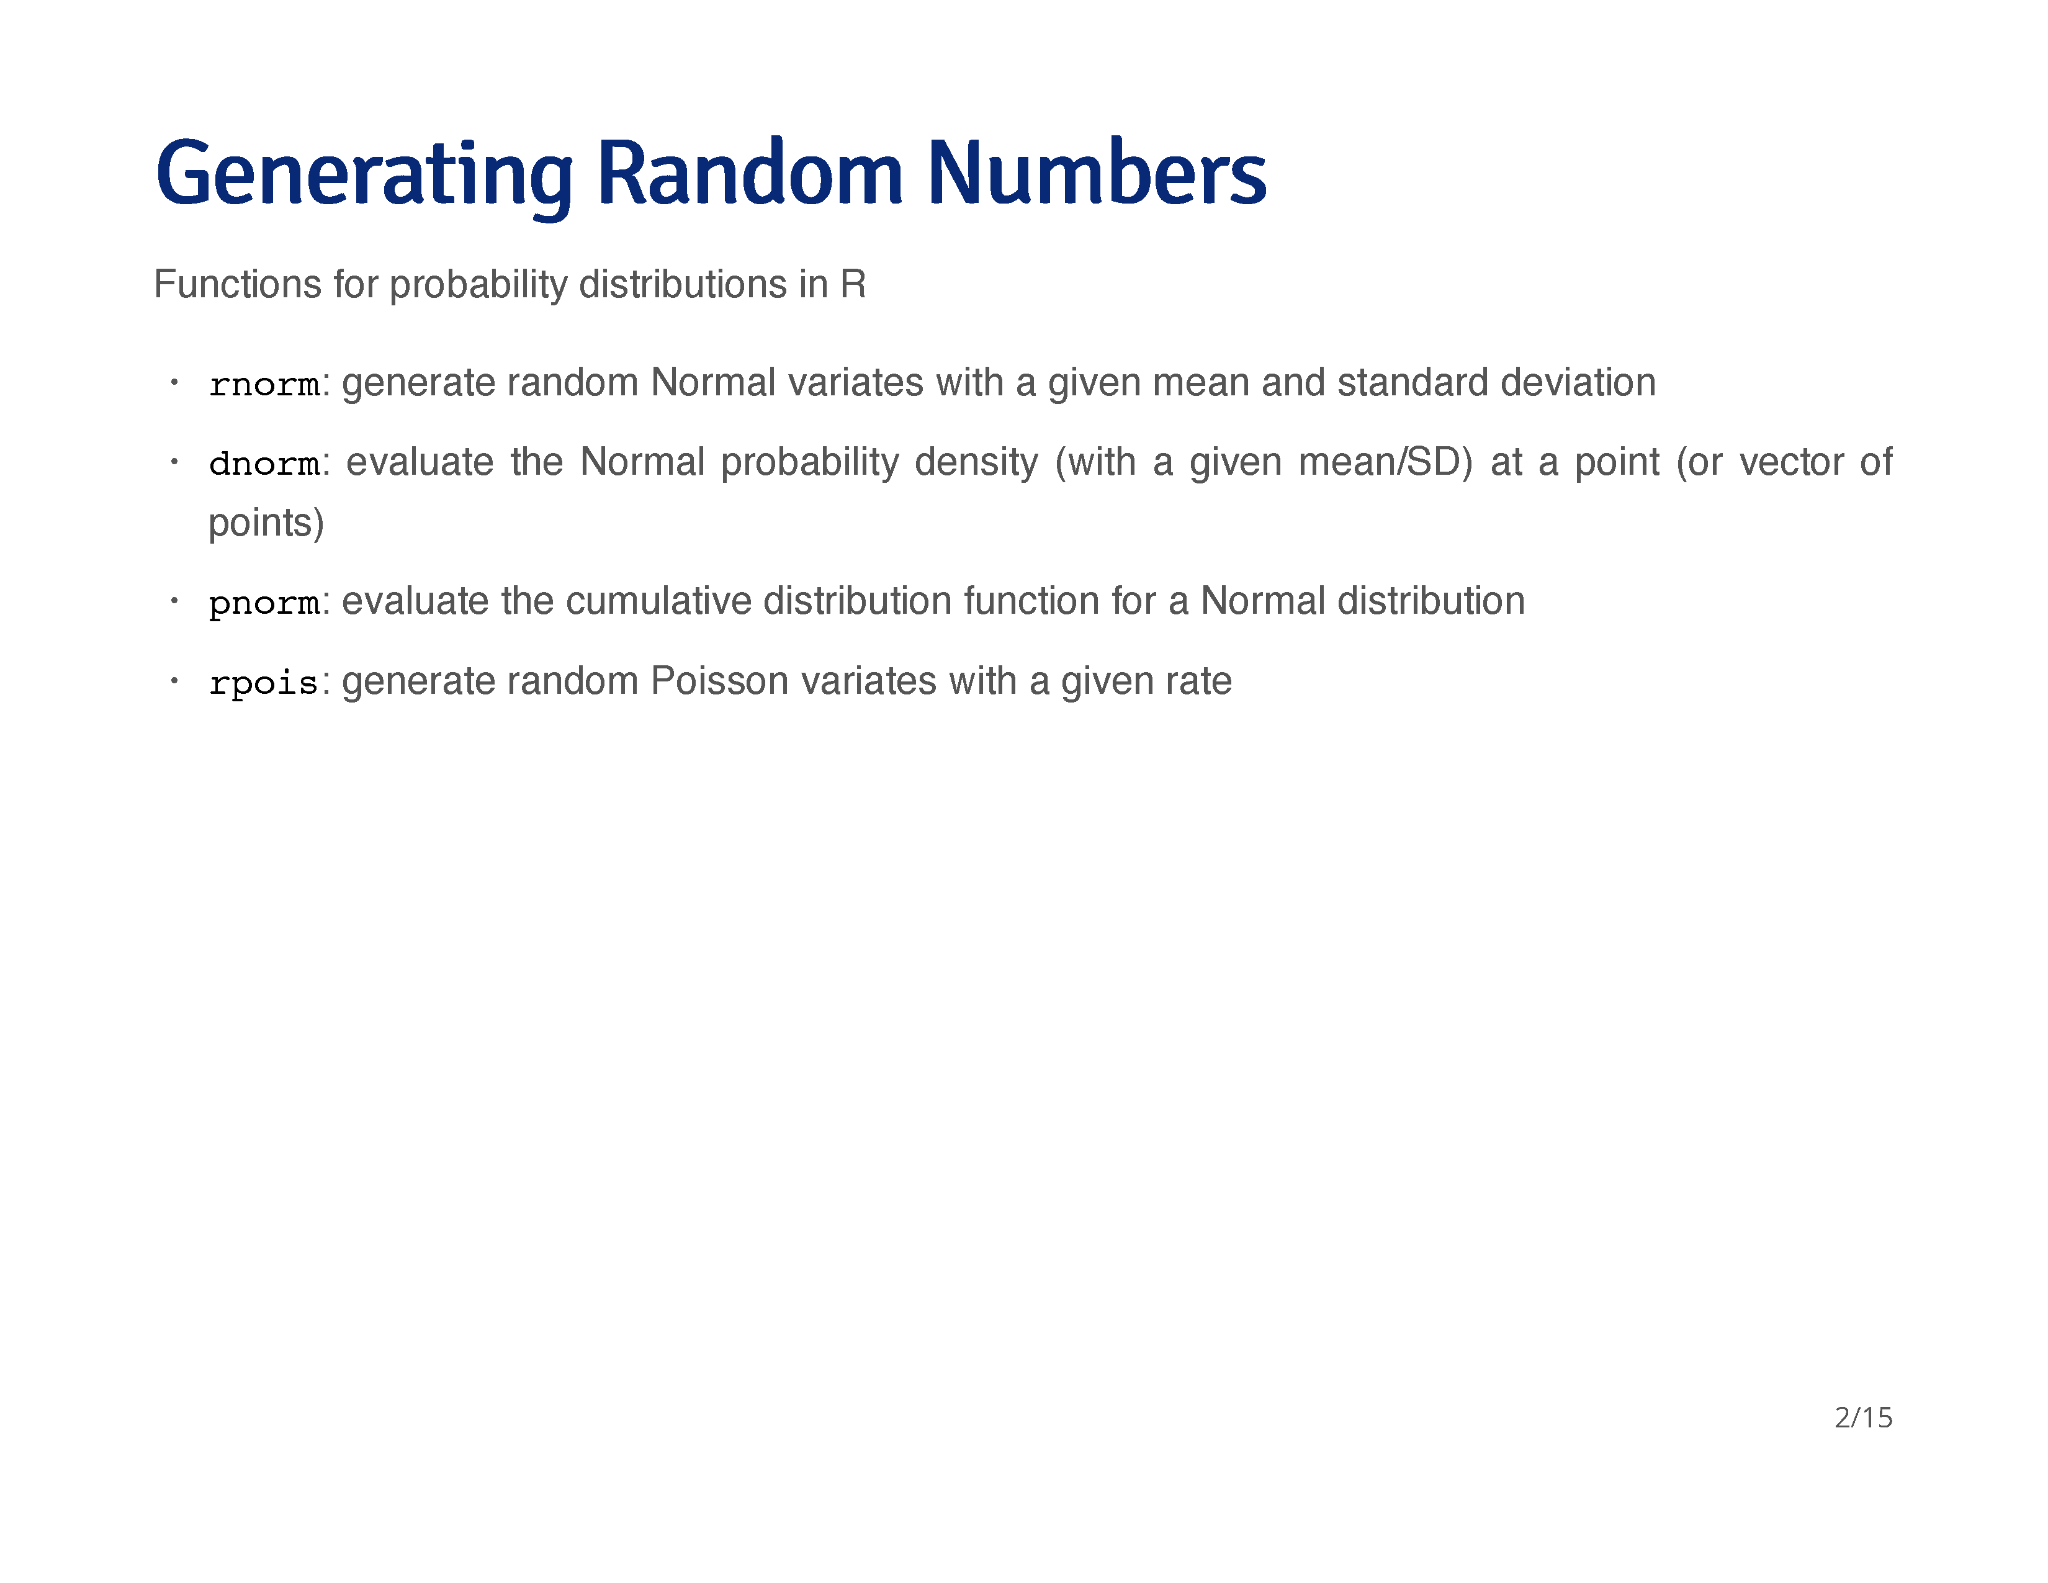 Generating Random Numbers
Functions for probability distributions in R
· rnorm: generate random Normal variates with a given mean and standard deviation
· dnorm: evaluate the Normal probability density (with a given mean/SD) at a point (or vector of
points)
· pnorm: evaluate the cumulative distribution function for a Normal distribution
· rpois: generate random Poisson variates with a given rate
2/15